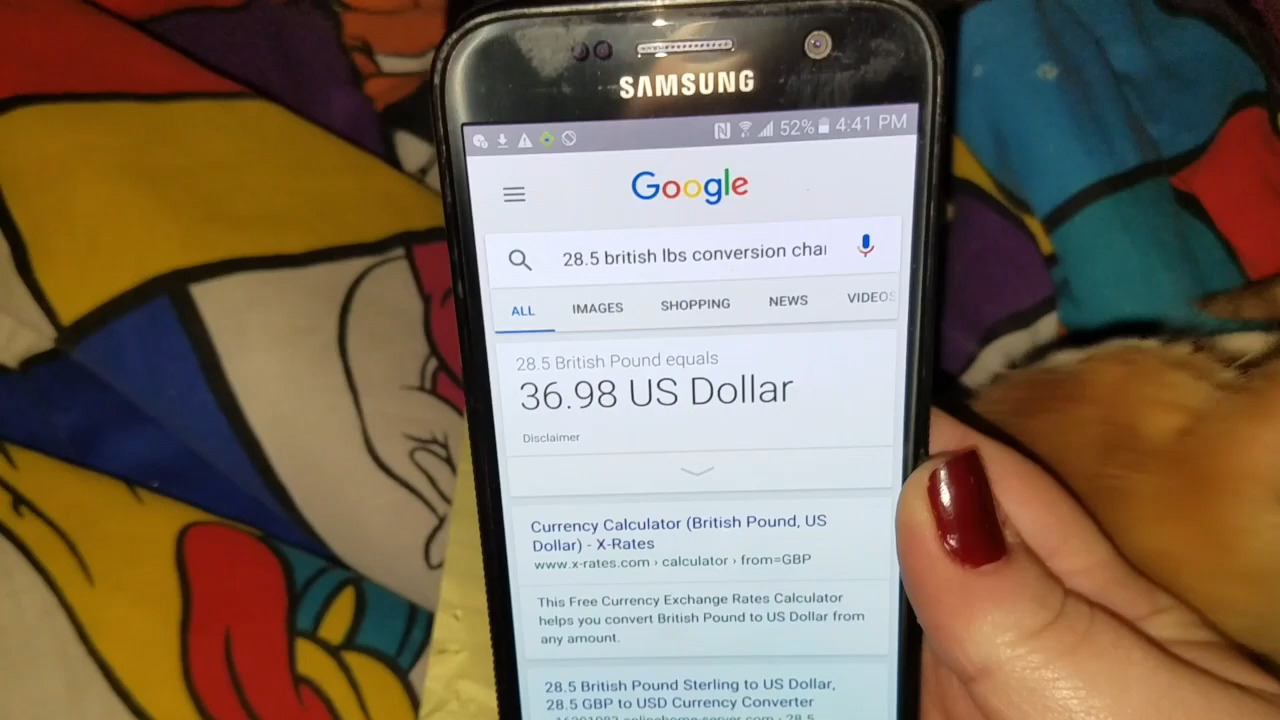 SAMSUNG
52% 4:41 PM
Google
28.5 british lbs conversion chai
ALL IMAGES SHOPPING NEWS VIDEOS
28.5 British Pound equals
36.98 US Dollar
Disclaimer
Currency Calculator (British Pound, US
Dollar) - X-Rates
www.x-rates.com › calculator › from=GBP
This Free Currency Exchange Rates Calculator
helps you convert British Pound to US Dollar from
any amount.
28.5 British Pound Sterling to US Dollar,
28.5 GBP to USD Currency Converter